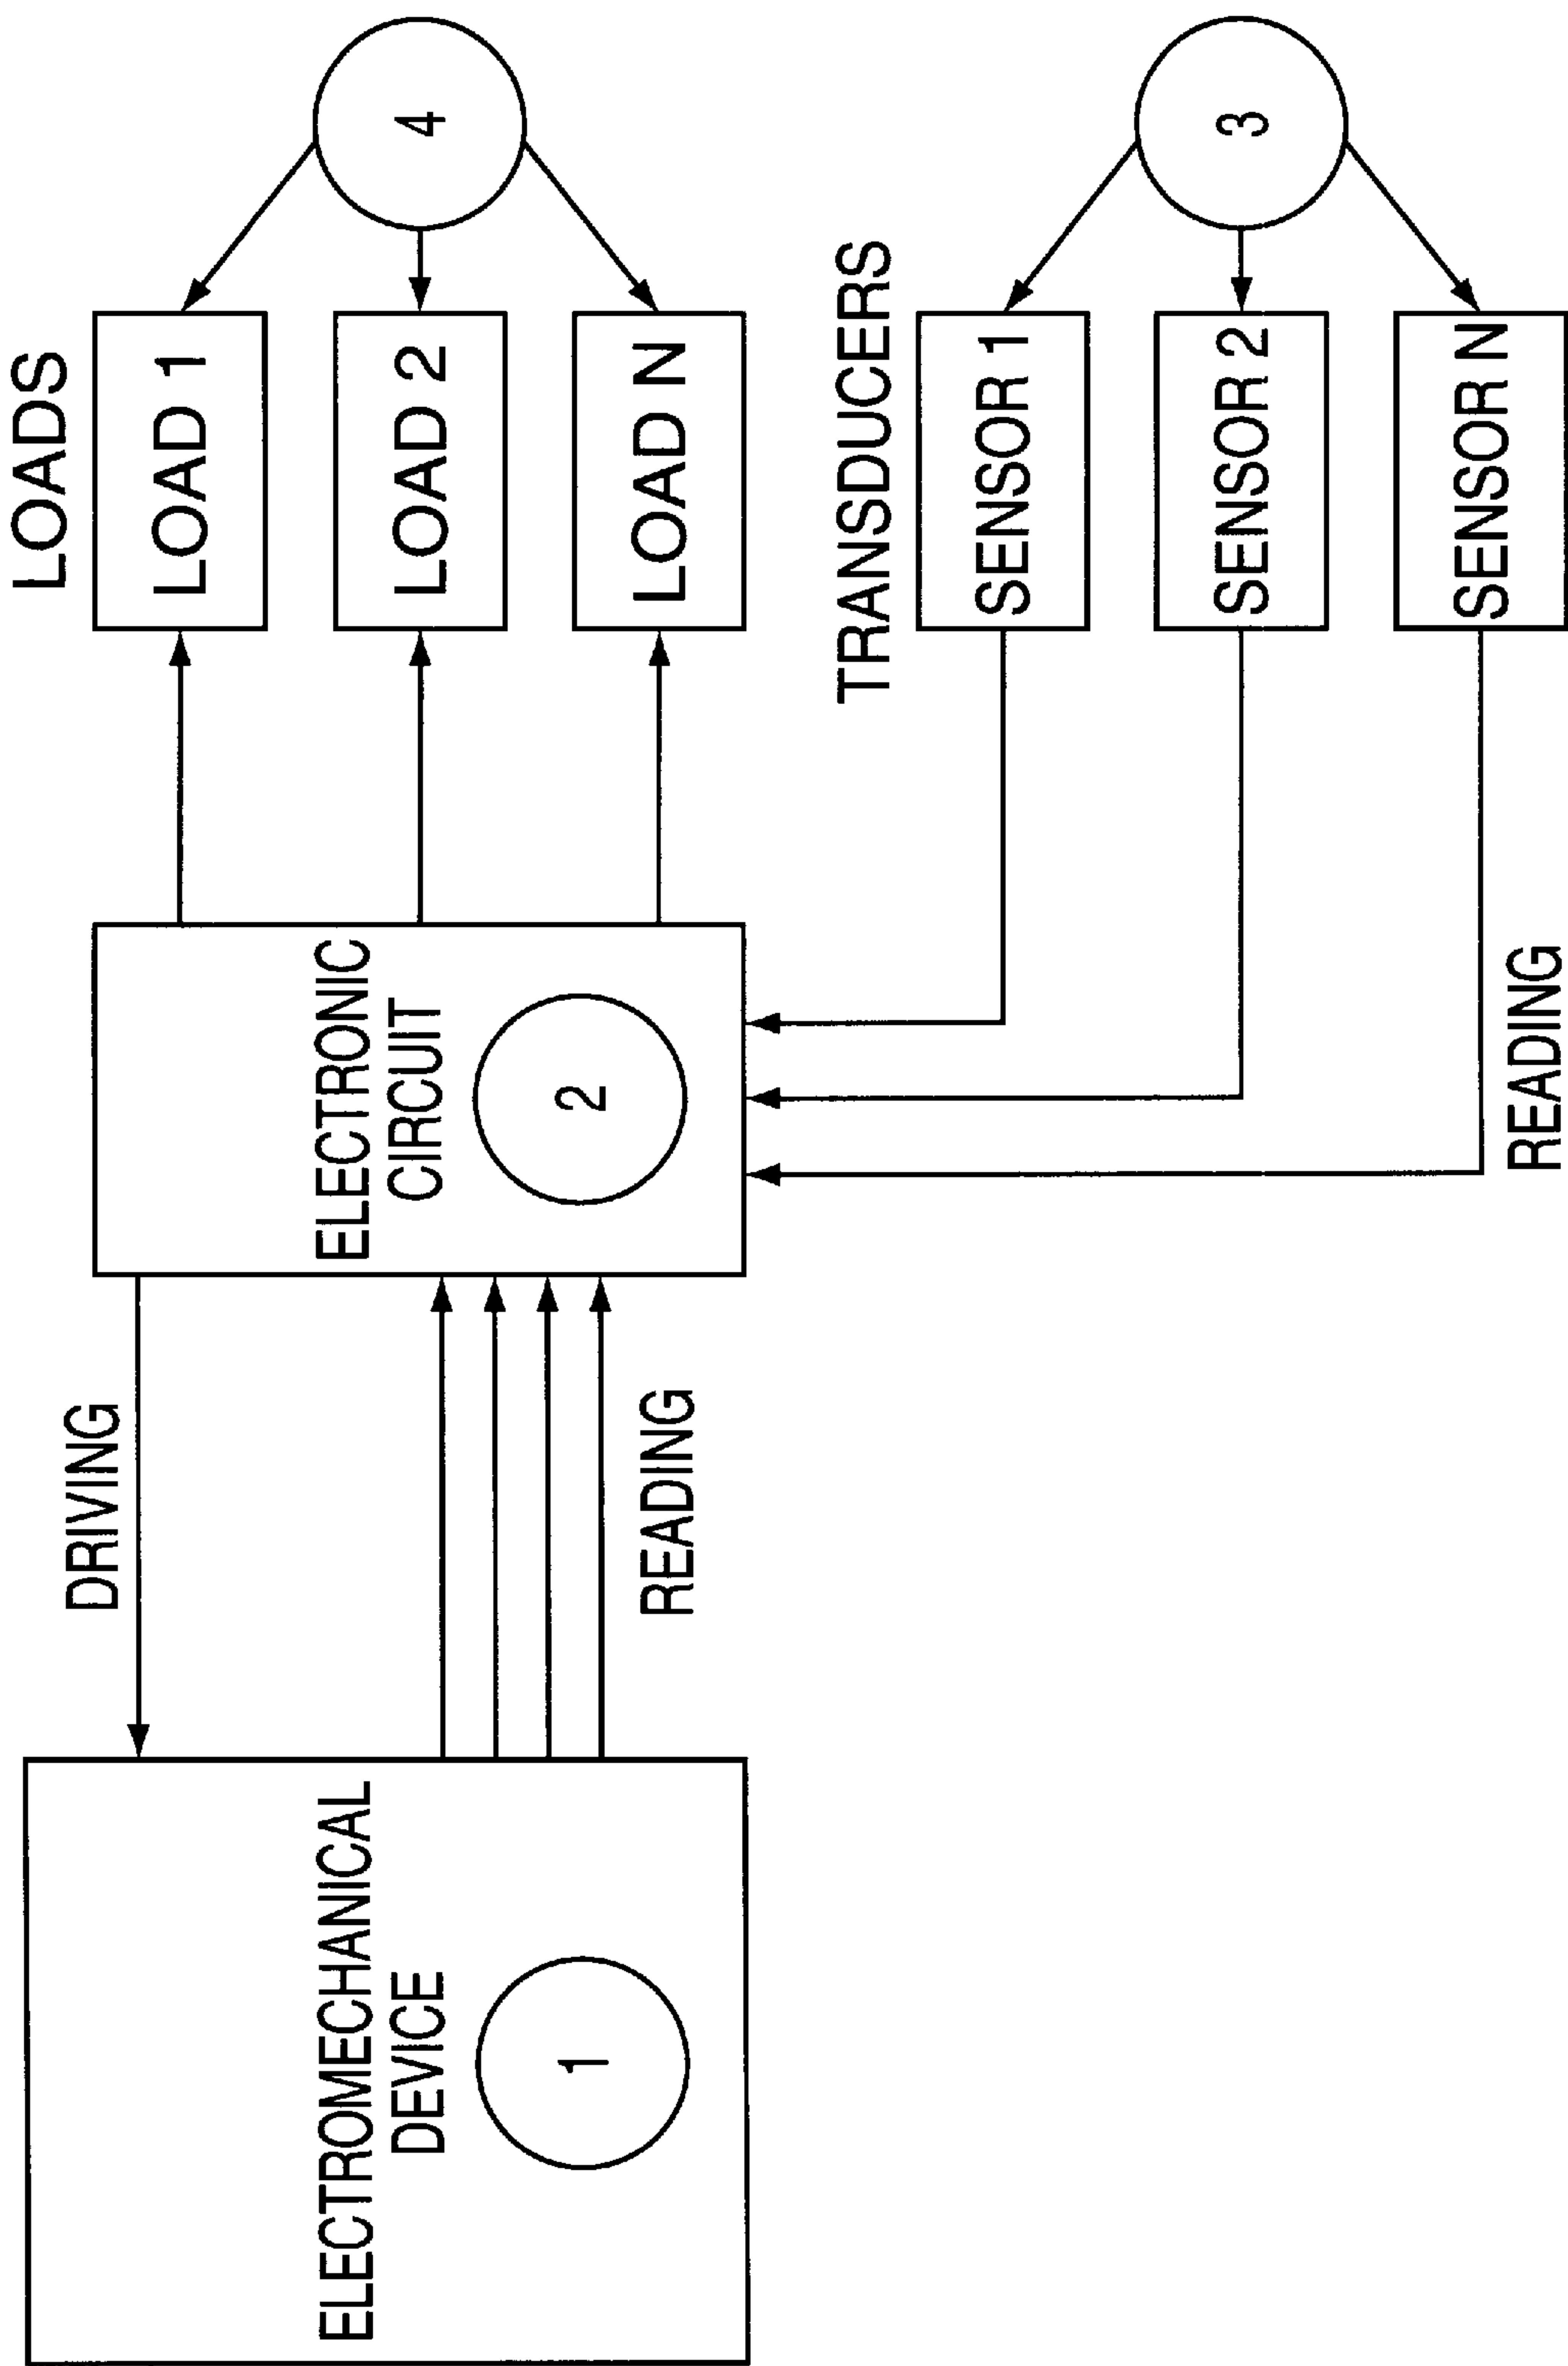 ELECTROMECHANICAL
DEVICE
1
DRIVING
READING
ELECTRONIC
CIRCUIT
2
LOADS
LOAD 1
LOAD 2
LOAD N
4
TRANSDUCERS
SENSOR 1
SENSOR 2
SENSOR N
3
READING